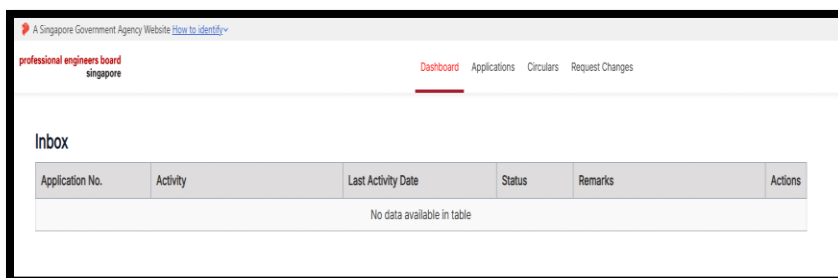 A Singapore Government Agency Website How to identify
professional engineers board
singapore
Dashboard Applications Circulars Request Changes
Inbox
Application No. Activity Last Activity Date Status Remarks Actions
No data available in table